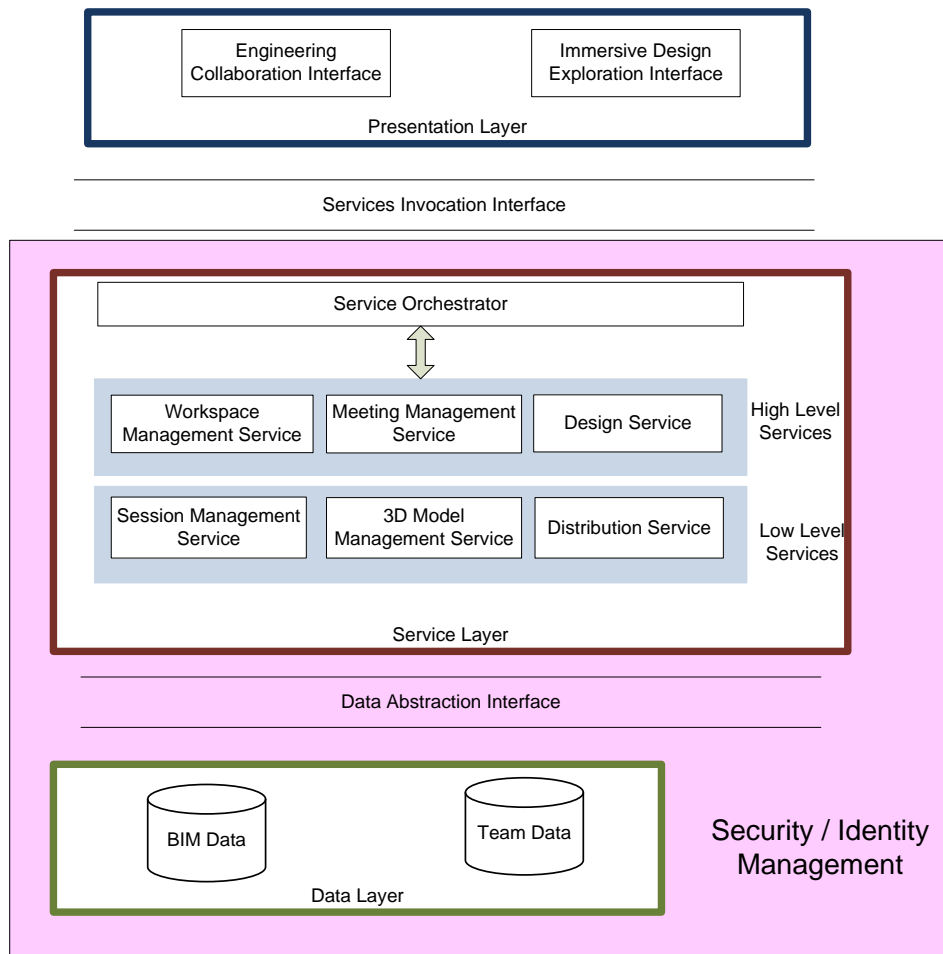 Engineering
Collaboration Interface
Immersive Design
Exploration Interface
Presentation Layer
Services Invocation Interface
Service Orchestrator
Workspace
Management Service
Meeting Management
Service
Design Service
High Level
Services
Session Management
Service
3D Model
Management Service
Distribution Service
Low Level
Services
Service Layer
Data Abstraction Interface
BIM Data
Team Data
Data Layer
Security / Identity
Management